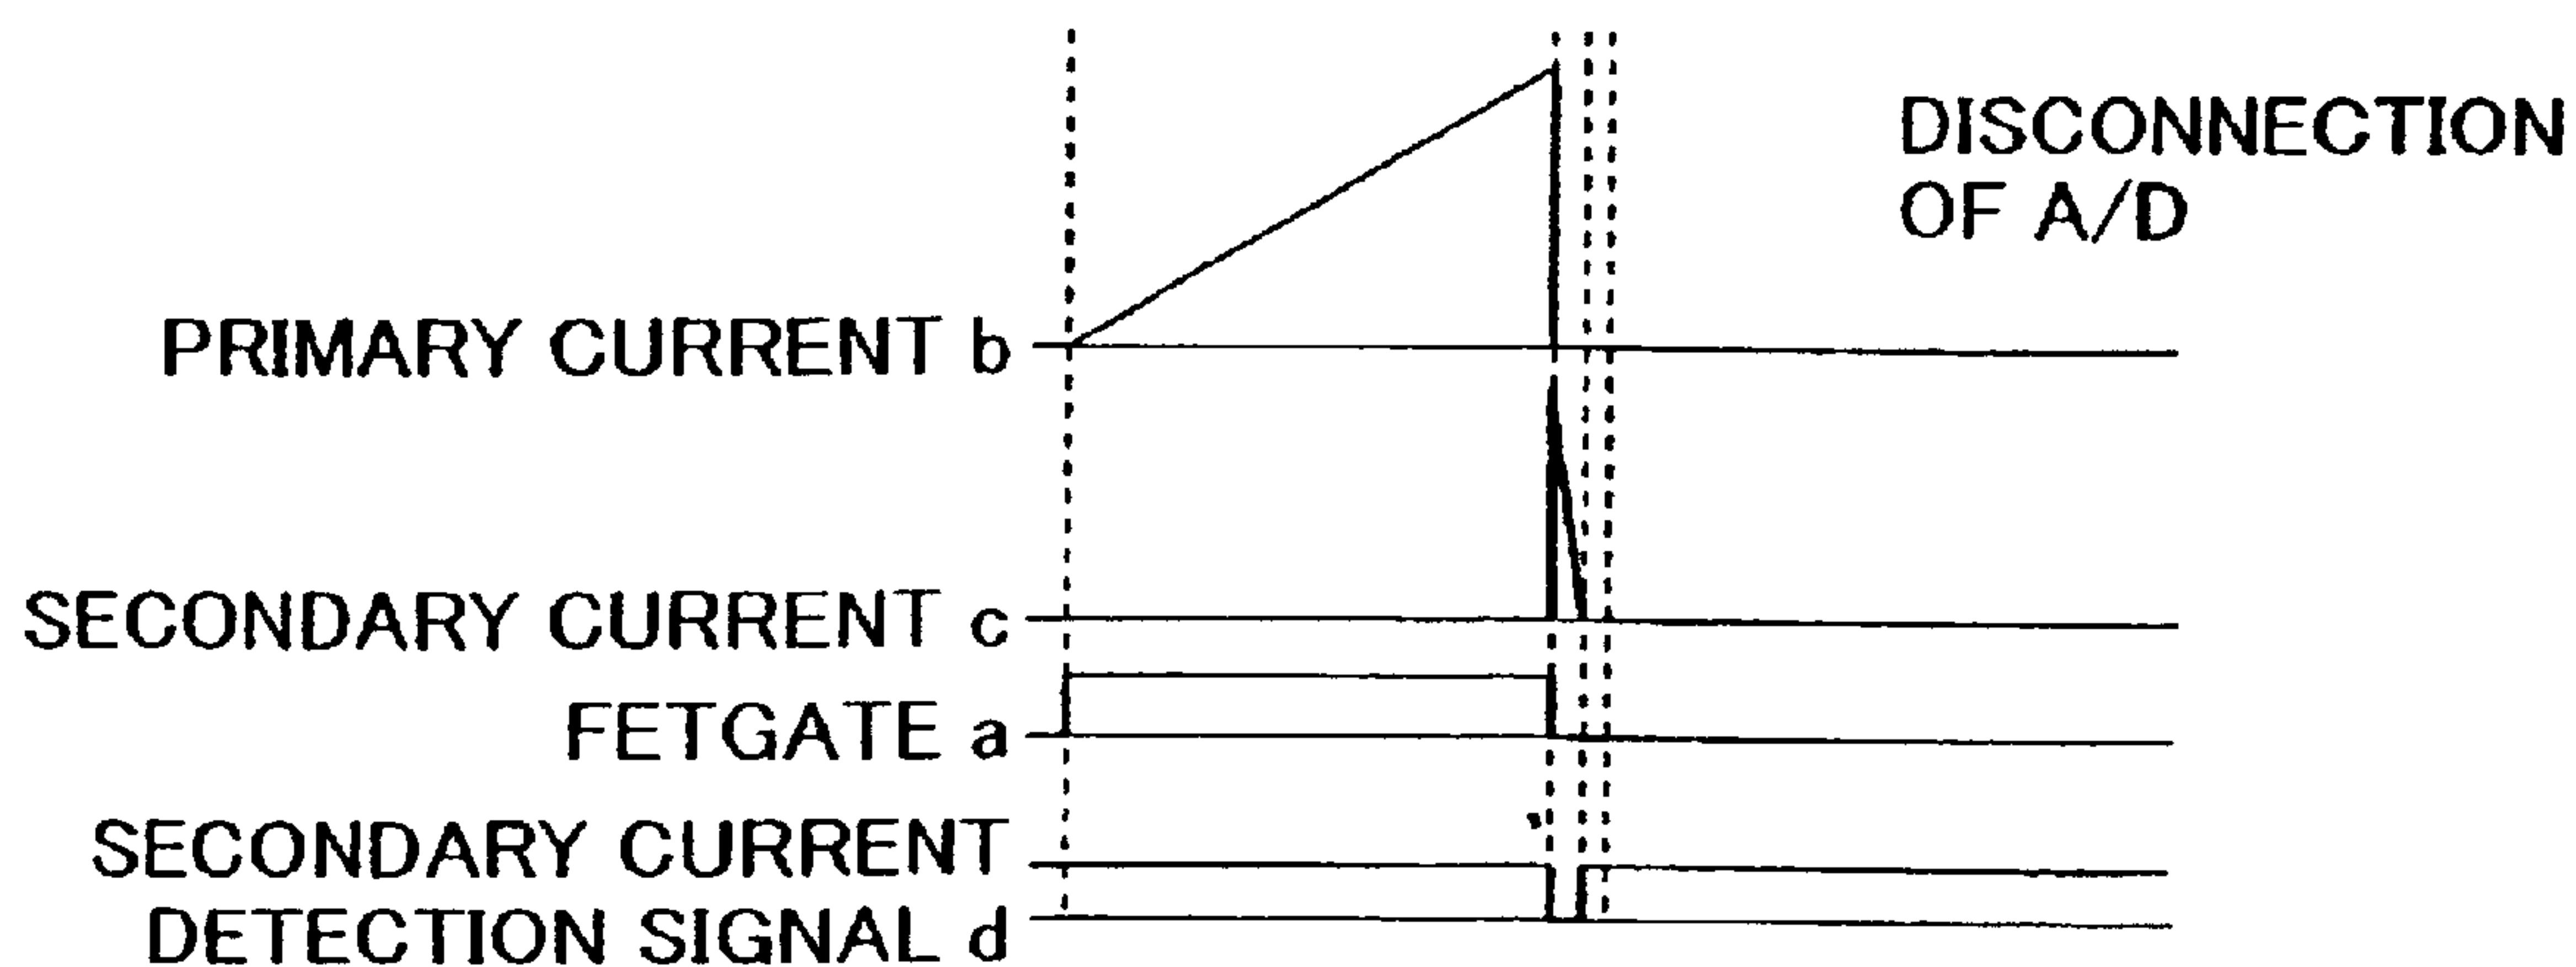 DISCONNECTION
OF A/D
PRIMARY CURRENT b
SECONDARY CURRENT c
FETGATE a
SECONDARY CURRENT
DETECTION SIGNAL d